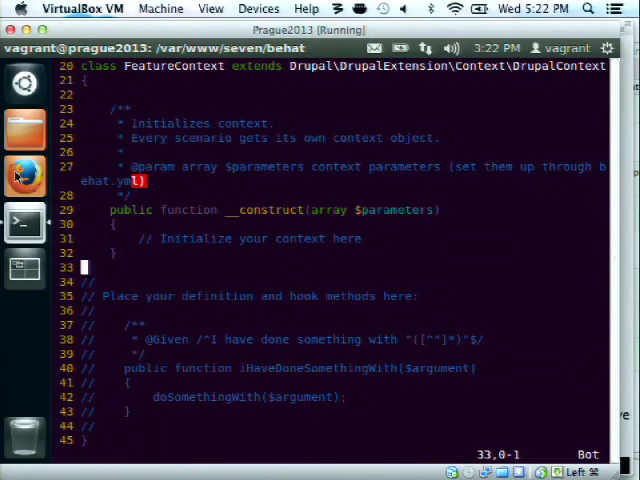 VirtualBox VM Machine View Devices Help Wed 5:22 PM
Prague2013 [Running]
vagrant@prague2013: /var/www/seven/behat 3:22 PM vagrant
20 class FeatureContext extends Drupal\DrupalExtension\Context\DrupalContext
21 {
22
23 /**
24 * Initializes context.
25 * Every scenario gets its own context object.
26 *
27 * @param array $parameters context parameters (set them up through b
ehat.yml)
28 */
29 public function __construct(array $parameters)
30 {
31 // Initialize your context here
32 }
33
34 //
35 // Place your definition and hook methods here:
36 //
37 // /**
38 // * @Given /^I have done something with "([^"]*)"$/
39 // */
40 // public function iHaveDoneSomethingWith($argument)
41 // {
42 // doSomethingWith($argument);
43 // }
44 //
45 }
33,0-1 Bot
Left ⌘